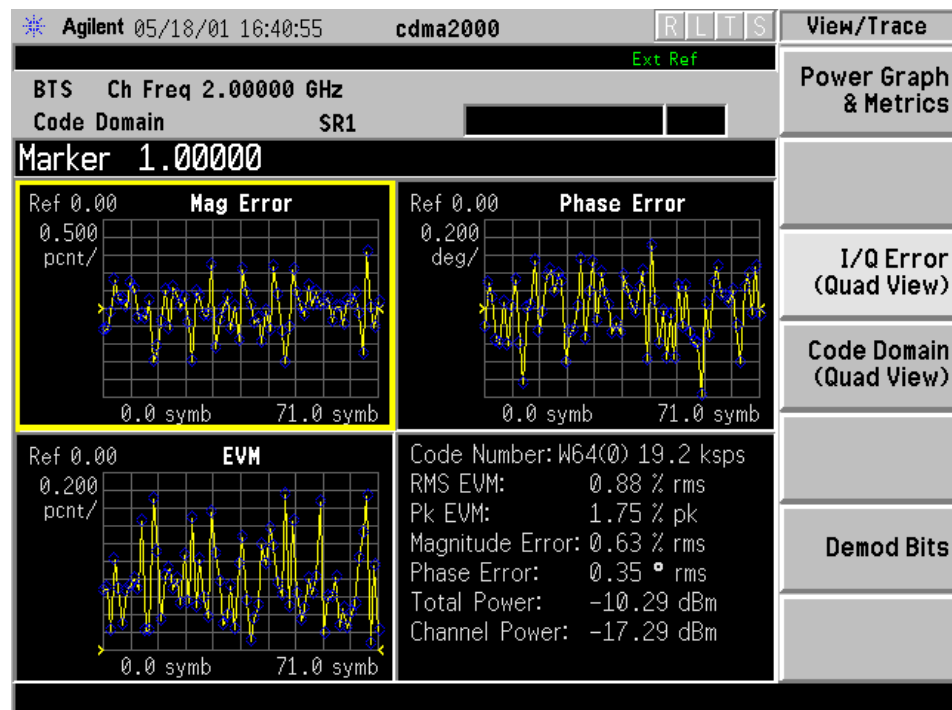 Agilent 05/18/01 16:40:55 cdma2000 R L T S View/Trace
Ext Ref
BTS Ch Freq 2.00000 GHz
Code Domain SR1
Marker 1.00000
Ref 0.00 Mag Error
0.500
pcnt/
0.0 symb 71.0 symb
Ref 0.00 Phase Error
0.200
deg/
0.0 symb 71.0 symb
Ref 0.00 EVM
0.200
pcnt/
0.0 symb 71.0 symb
Code Number: W64(0) 19.2 ksps
RMS EVM: 0.88 % rms
Pk EVM: 1.75 % pk
Magnitude Error: 0.63 % rms
Phase Error: 0.35 ° rms
Total Power: -10.29 dBm
Channel Power: -17.29 dBm
Power Graph
& Metrics
I/Q Error
(Quad View)
Code Domain
(Quad View)
Demod Bits